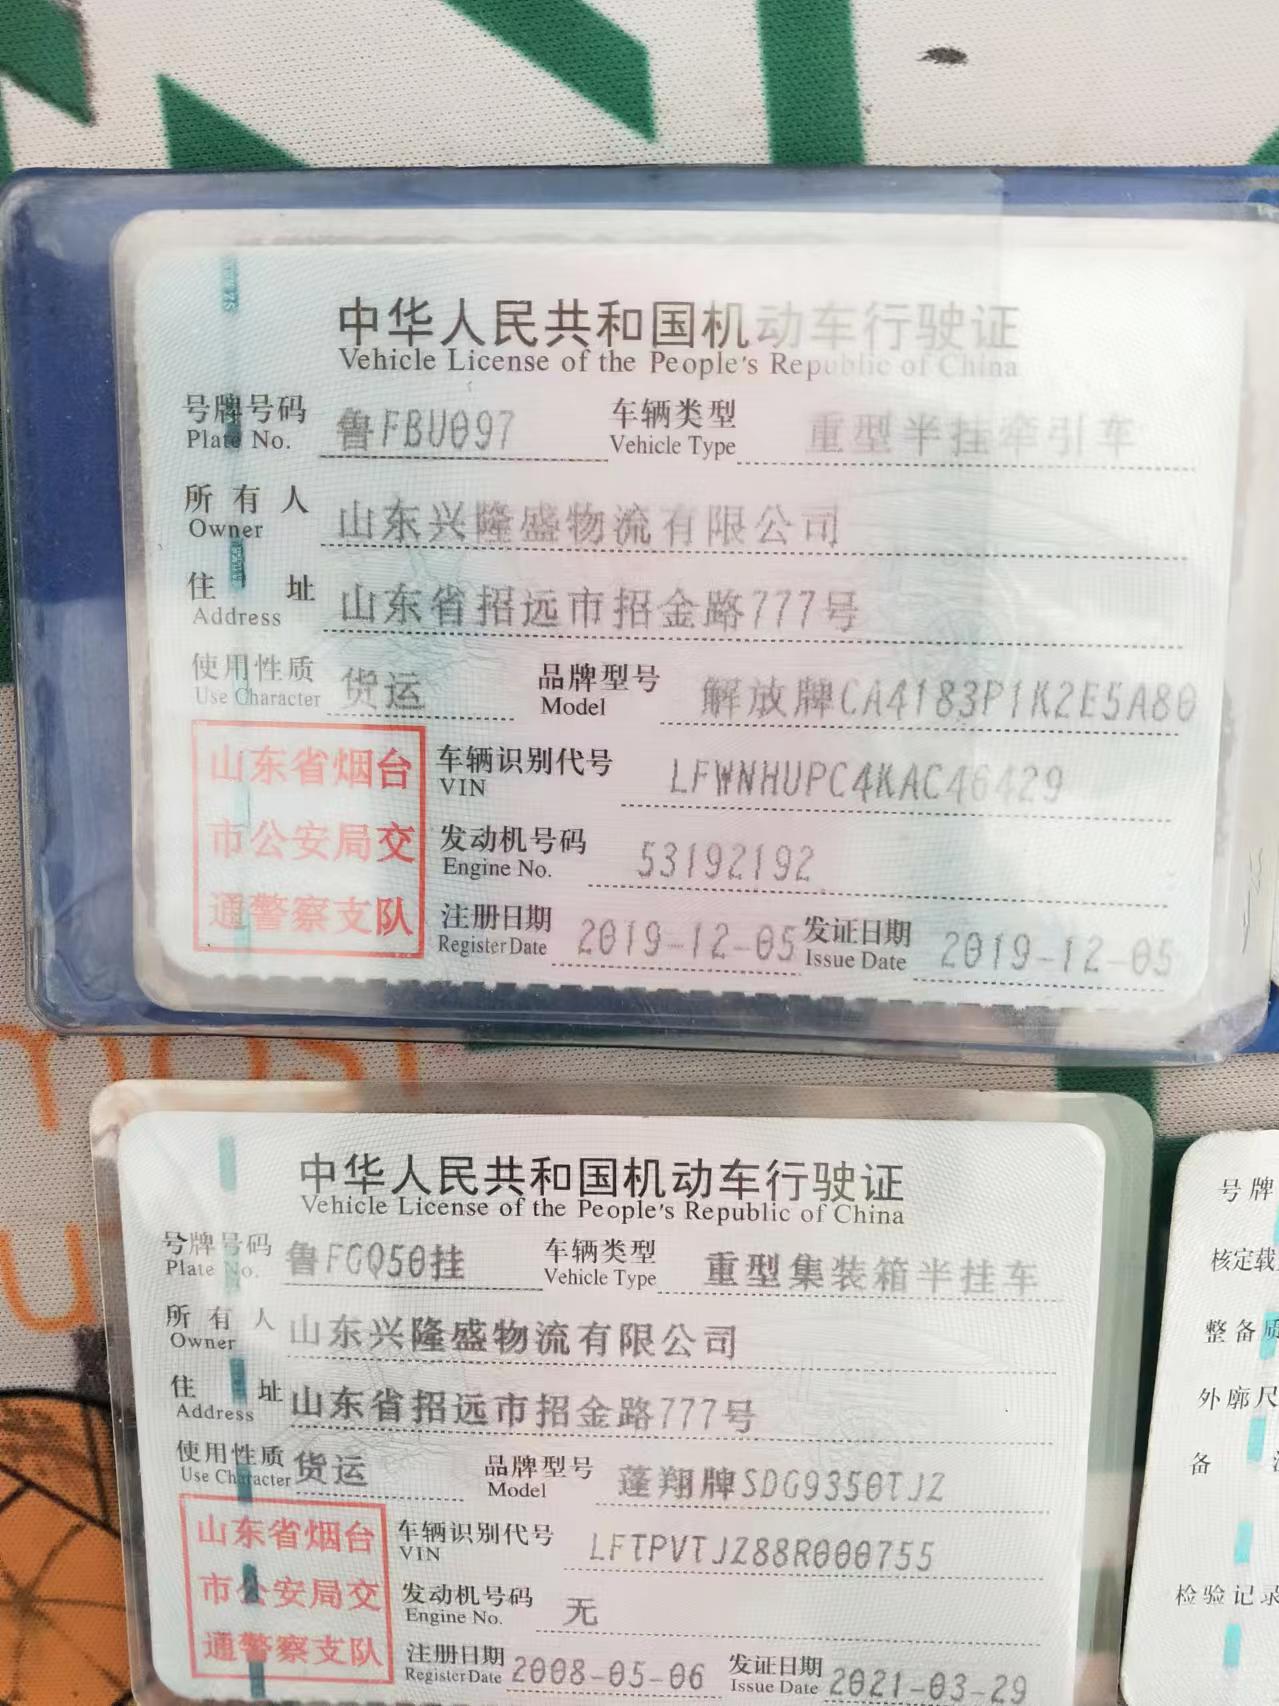 中华人民共和国机动车行驶证
Vehicle License of the People's Republic of China
号牌号码 鲁FBU097 车辆类型 重型半挂牵引车
Plate No. Vehicle Type
所有人 山东兴隆盛物流有限公司
Owner
住址 山东省招远市招金路777号
Address
使用性质 货运 品牌型号 解放牌CA4183P1K2E5A80
Use Character Model
山东省烟台 车辆识别代号 LFWNHUPC4KAC46429
VIN
市公安局交 发动机号码 53192192
Engine No.
通警察支队 注册日期 2019-12-05 发证日期 2019-12-05
Register Date Issue Date
中华人民共和国机动车行驶证
Vehicle License of the People's Republic of China
号牌号码 鲁FGQ50挂 车辆类型 重型集装箱半挂车
Plate No. Vehicle Type
所有人 山东兴隆盛物流有限公司
Owner
住址 山东省招远市招金路777号
Address
使用性质 货运 品牌型号 蓬翔牌SDG9350TJZ
Use Character Model
山东省烟台 车辆识别代号 LFTPVTJZ88R000755
VIN
市公安局交 发动机号码 无
Engine No.
通警察支队 注册日期 2008-05-06 发证日期 2021-03-29
Register Date Issue Date
号牌
核定载
整备质
外廓尺
备
检验记录